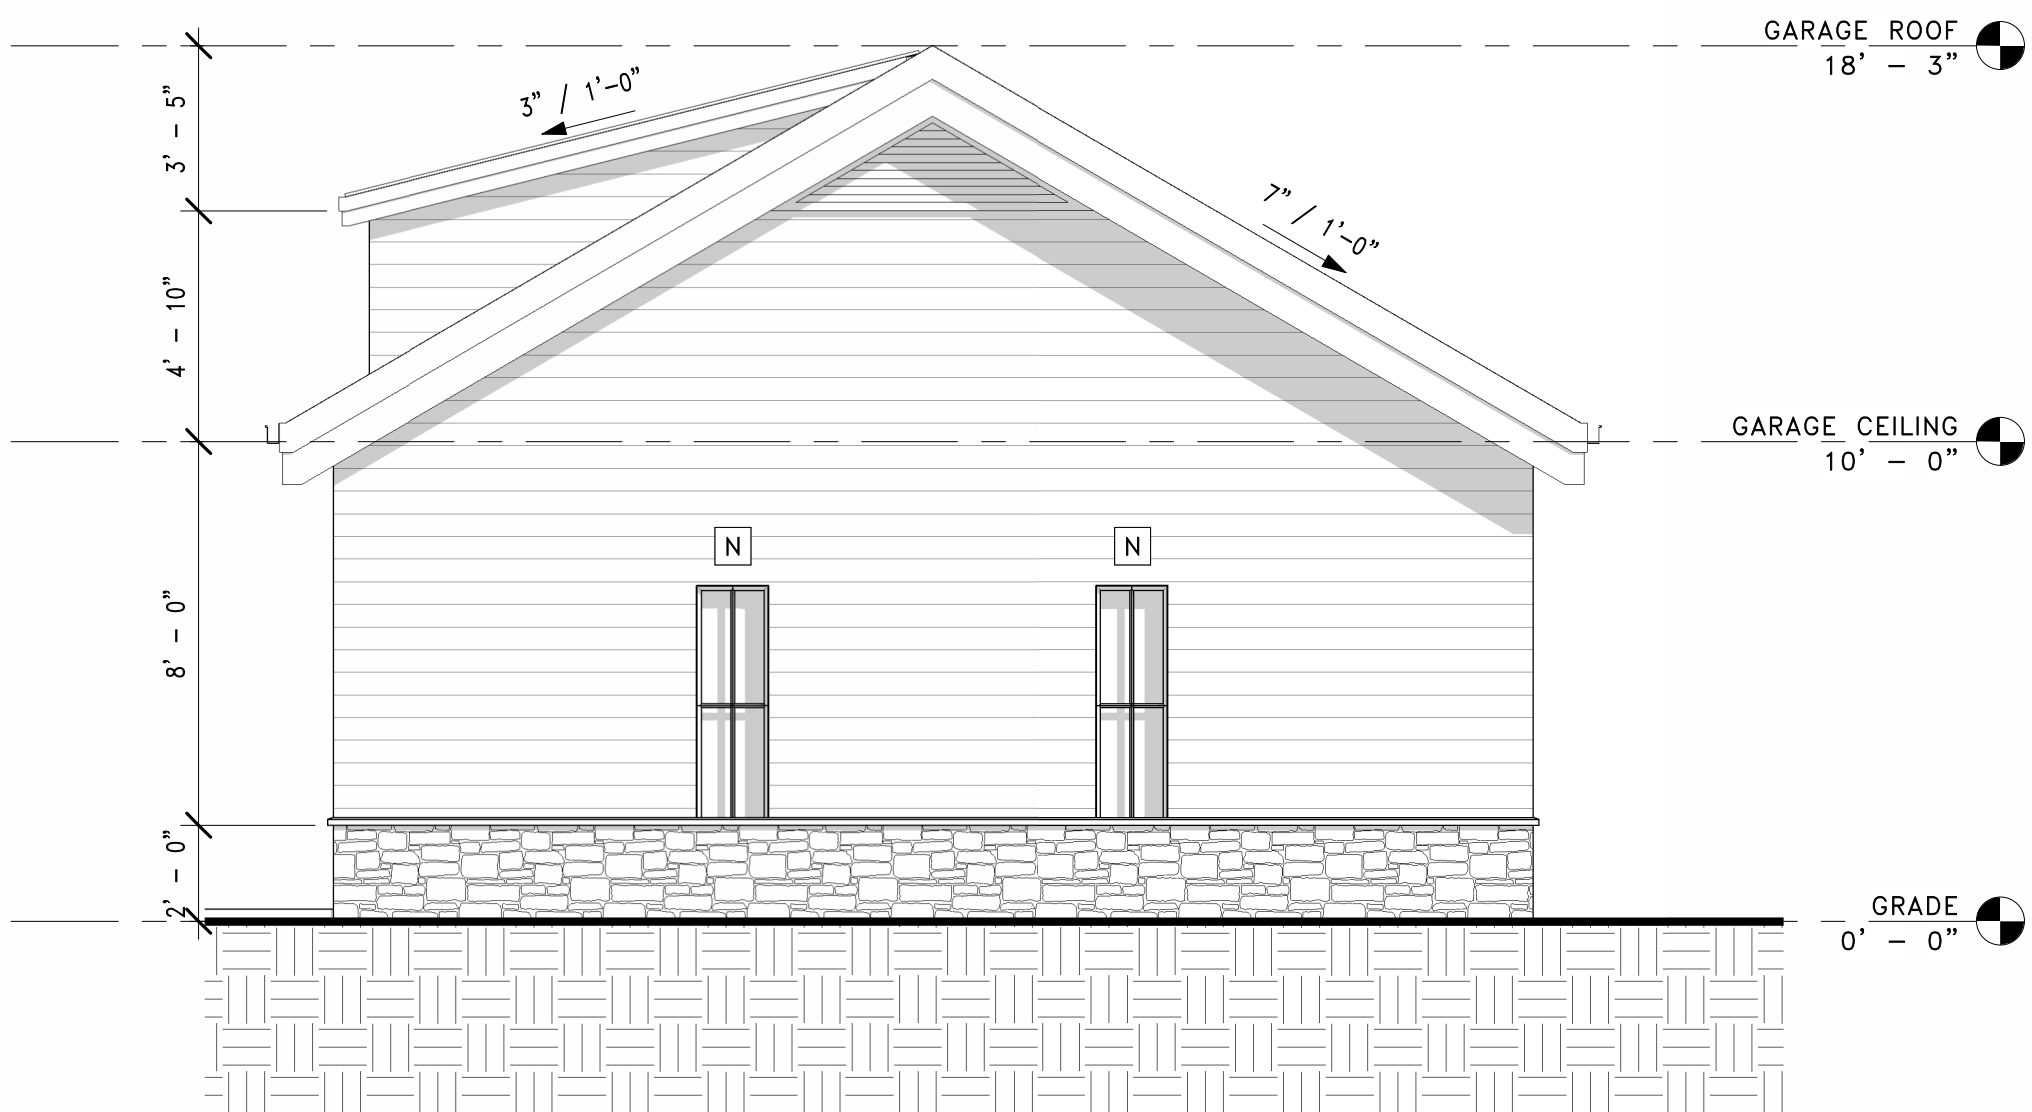 GARAGE ROOF
18' - 3"
3' - 5"
3" / 1'-0"
7" / 1'-0"
4' - 10"
GARAGE CEILING
10' - 0"
N
N
8' - 0"
2' - 0"
GRADE
0' - 0"